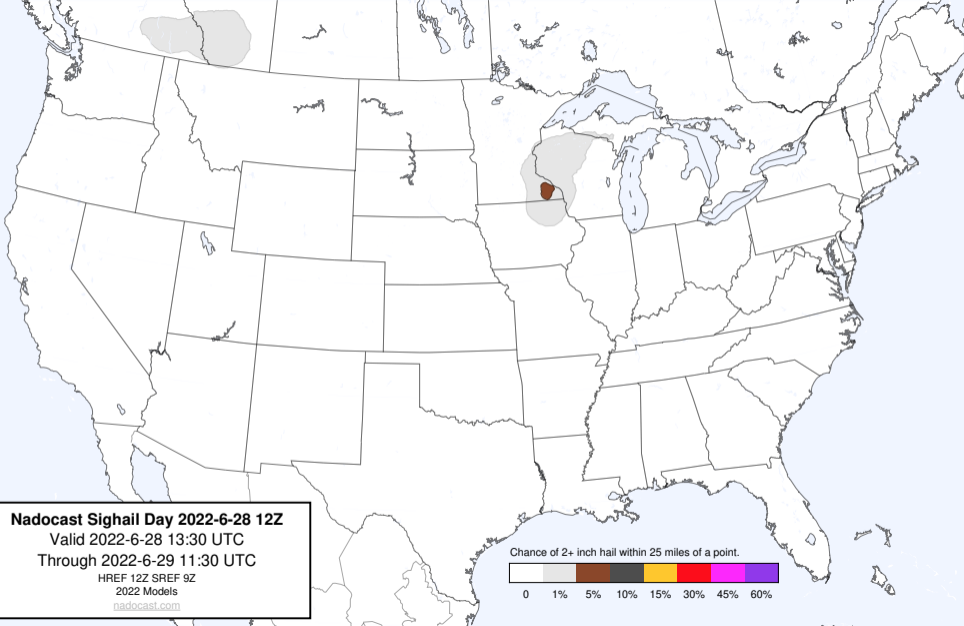 Nadocast Sighail Day 2022-6-28 12Z
Valid 2022-6-28 13:30 UTC
Through 2022-6-29 11:30 UTC
HREF 12Z SREF 9Z
2022 Models
nadocast.com
Chance of 2+ inch hail within 25 miles of a point.
0 1% 5% 10% 15% 30% 45% 60%